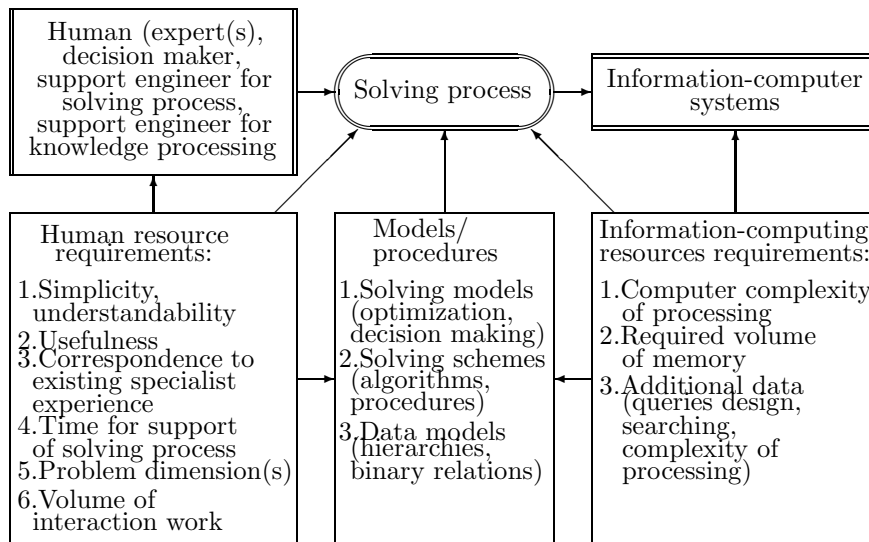 Human (expert(s),
decision maker,
support engineer for
solving process,
support engineer for
knowledge processing
Solving process
Information-computer
systems
Human resource
requirements:
1.Simplicity,
understandability
2.Usefulness
3.Correspondence to
existing specialist
experience
4.Time for support
of solving process
5.Problem dimension(s)
6.Volume of
interaction work
Models/
procedures
1.Solving models
(optimization,
decision making)
2.Solving schemes
(algorithms,
procedures)
3.Data models
(hierarchies,
binary relations)
Information-computing
resources requirements:
1.Computer complexity
of processing
2.Required volume
of memory
3.Additional data
(queries design,
searching,
complexity of
processing)